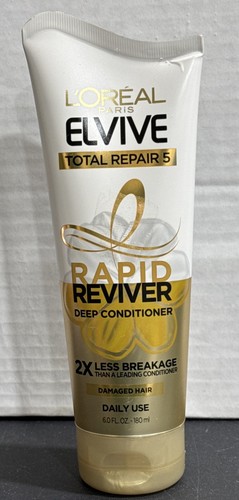 L'ORÉAL
PARIS
ELVIVE
TOTAL REPAIR 5
RAPID
REVIVER
DEEP CONDITIONER
2X LESS BREAKAGE
THAN A LEADING CONDITIONER
DAMAGED HAIR
DAILY USE
6.0 FL. OZ. - 180 ml